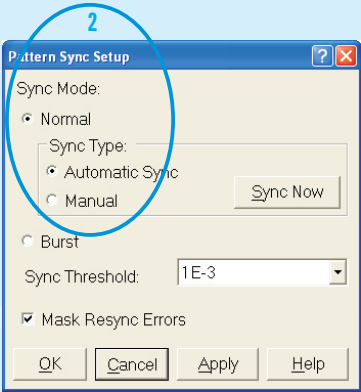 2
Pattern Sync Setup
Sync Mode:
Normal
Sync Type:
Automatic Sync
Manual
Sync Now
Burst
Sync Threshold: 1E-3
Mask Resync Errors
OK Cancel Apply Help